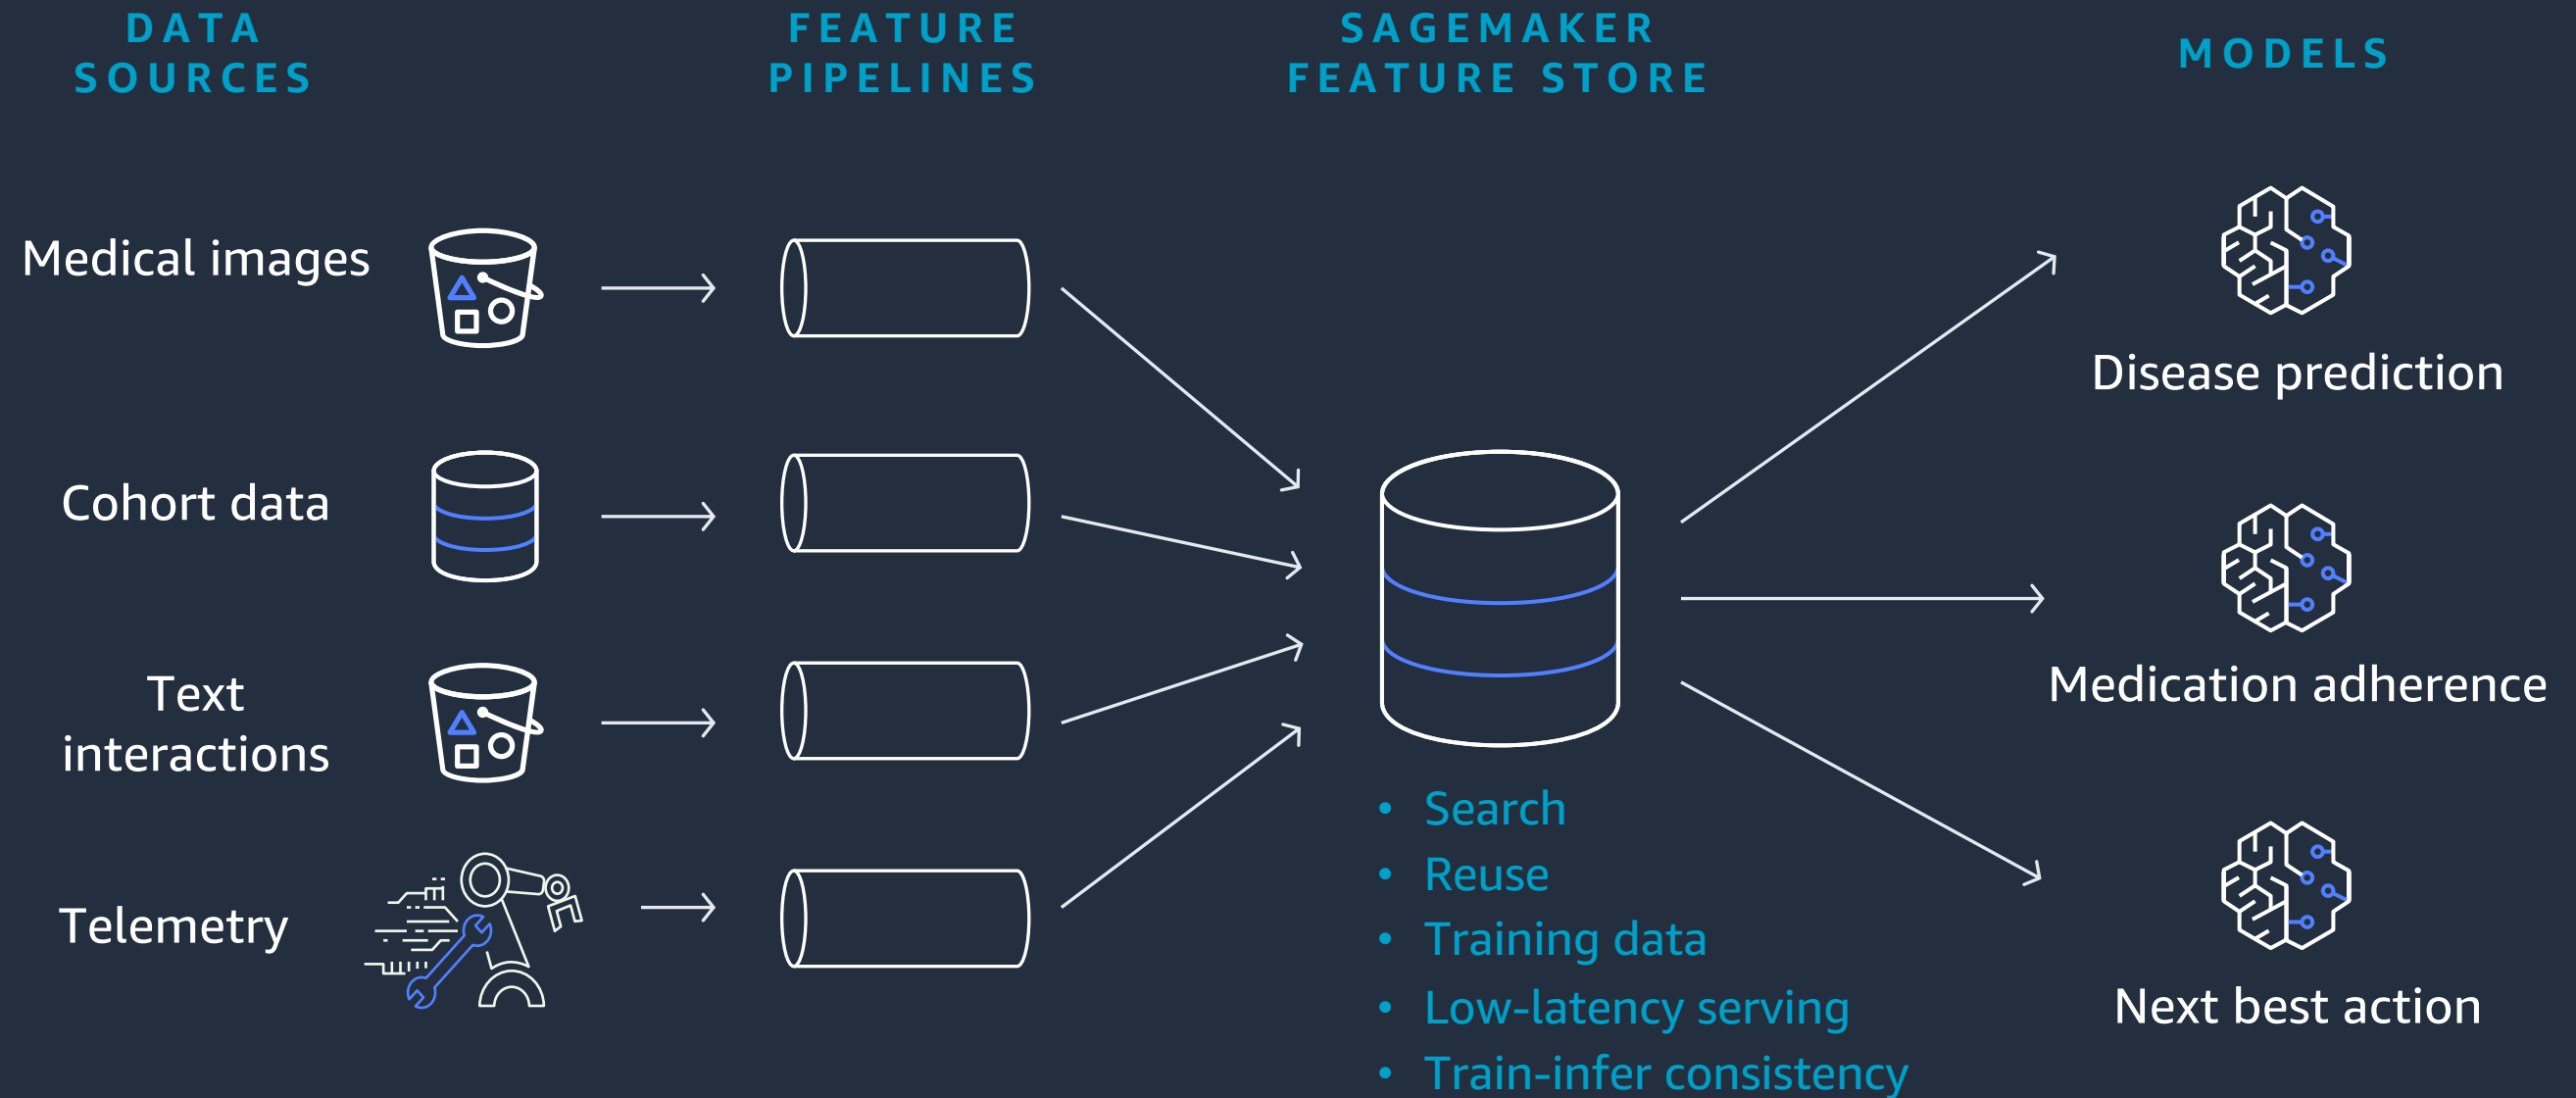 DATA
SOURCES
FEATURE
PIPELINES
SAGEMAKER
FEATURE STORE
MODELS
Medical images
Cohort data
Text
interactions
Telemetry
• Search
• Reuse
• Training data
• Low-latency serving
• Train-infer consistency
Disease prediction
Medication adherence
Next best action